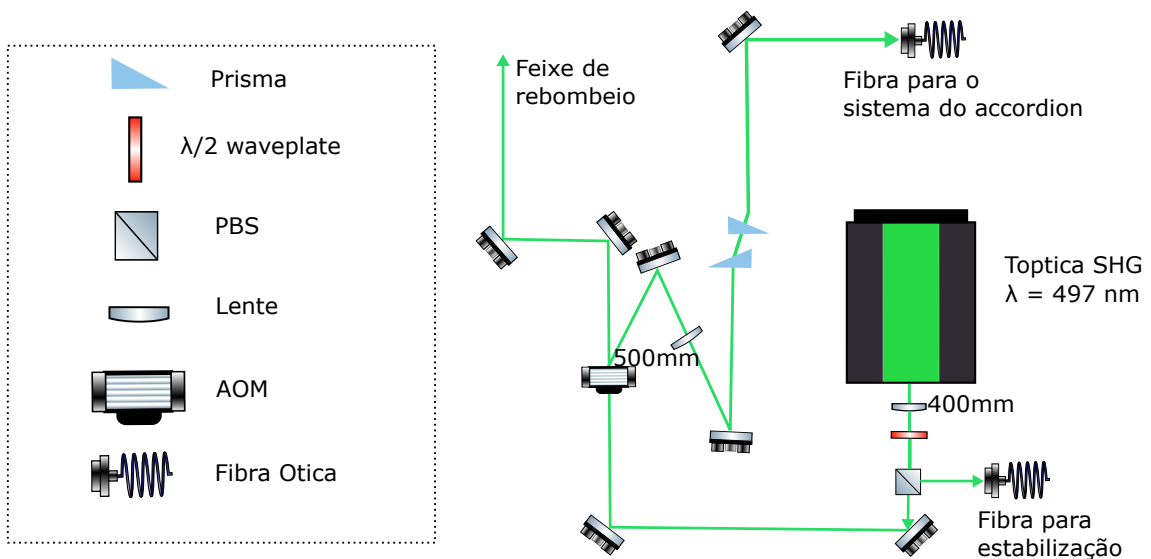 Prisma
λ/2 waveplate
PBS
Lente
AOM
Fibra Otica
Feixe de
rebombeio
Fibra para o
sistema do accordion
Toptica SHG
λ = 497 nm
500mm
400mm
Fibra para
estabilização